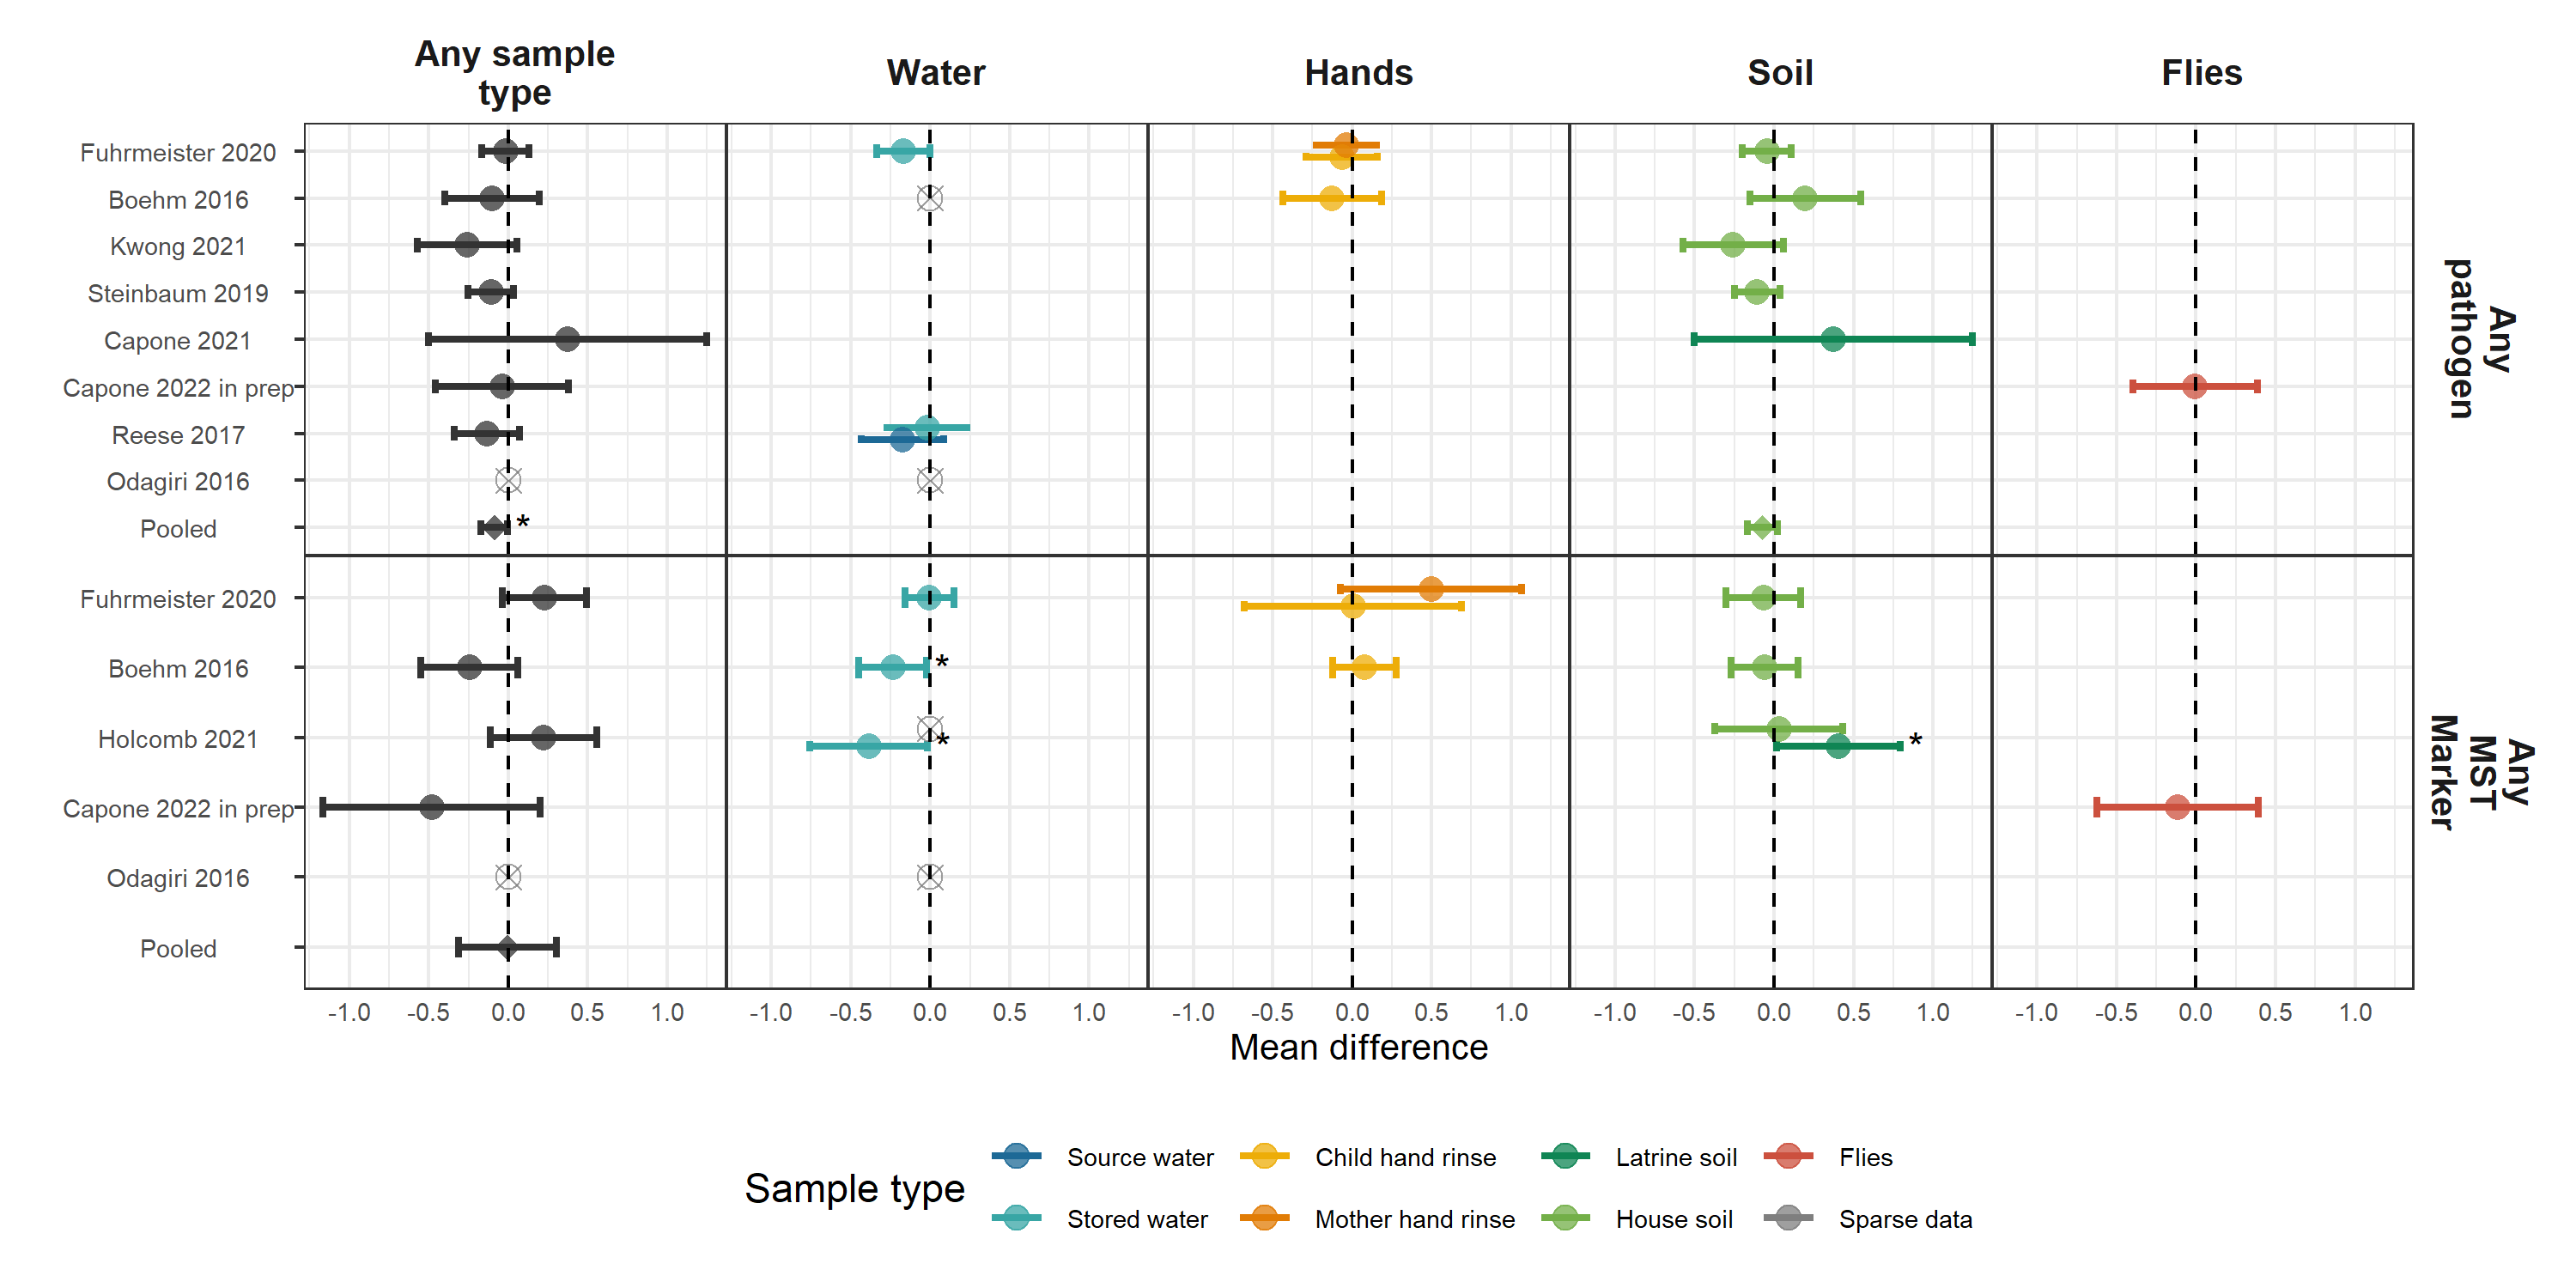 Any sample
type
Water
Hands
Soil
Flies
Fuhrmeister 2020
Boehm 2016
Kwong 2021
Steinbaum 2019
Capone 2021
Capone 2022 in prep
Reese 2017
Odagiri 2016
Pooled
*
Any
pathogen
Fuhrmeister 2020
Boehm 2016
*
Holcomb 2021
*
*
Capone 2022 in prep
Odagiri 2016
Pooled
Any
MST
Marker
-1.0 -0.5 0.0 0.5 1.0 -1.0 -0.5 0.0 0.5 1.0 -1.0 -0.5 0.0 0.5 1.0 -1.0 -0.5 0.0 0.5 1.0 -1.0 -0.5 0.0 0.5 1.0
Mean difference
Sample type
Source water Child hand rinse Latrine soil Flies
Stored water Mother hand rinse House soil Sparse data